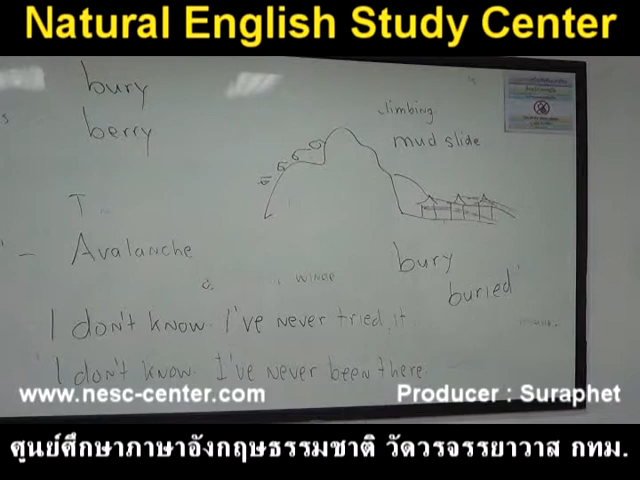 Natural English Study Center
bury
berry
climbing
mud slide
T
Avalanche
bury
buried
I don't know. I've never tried it
I don't know. I've never been there.
www.nesc-center.com
Producer : Suraphet
ศูนย์ศึกษาภาษาอังกฤษธรรมชาติ วัดวรจรรยาวาส กทม.